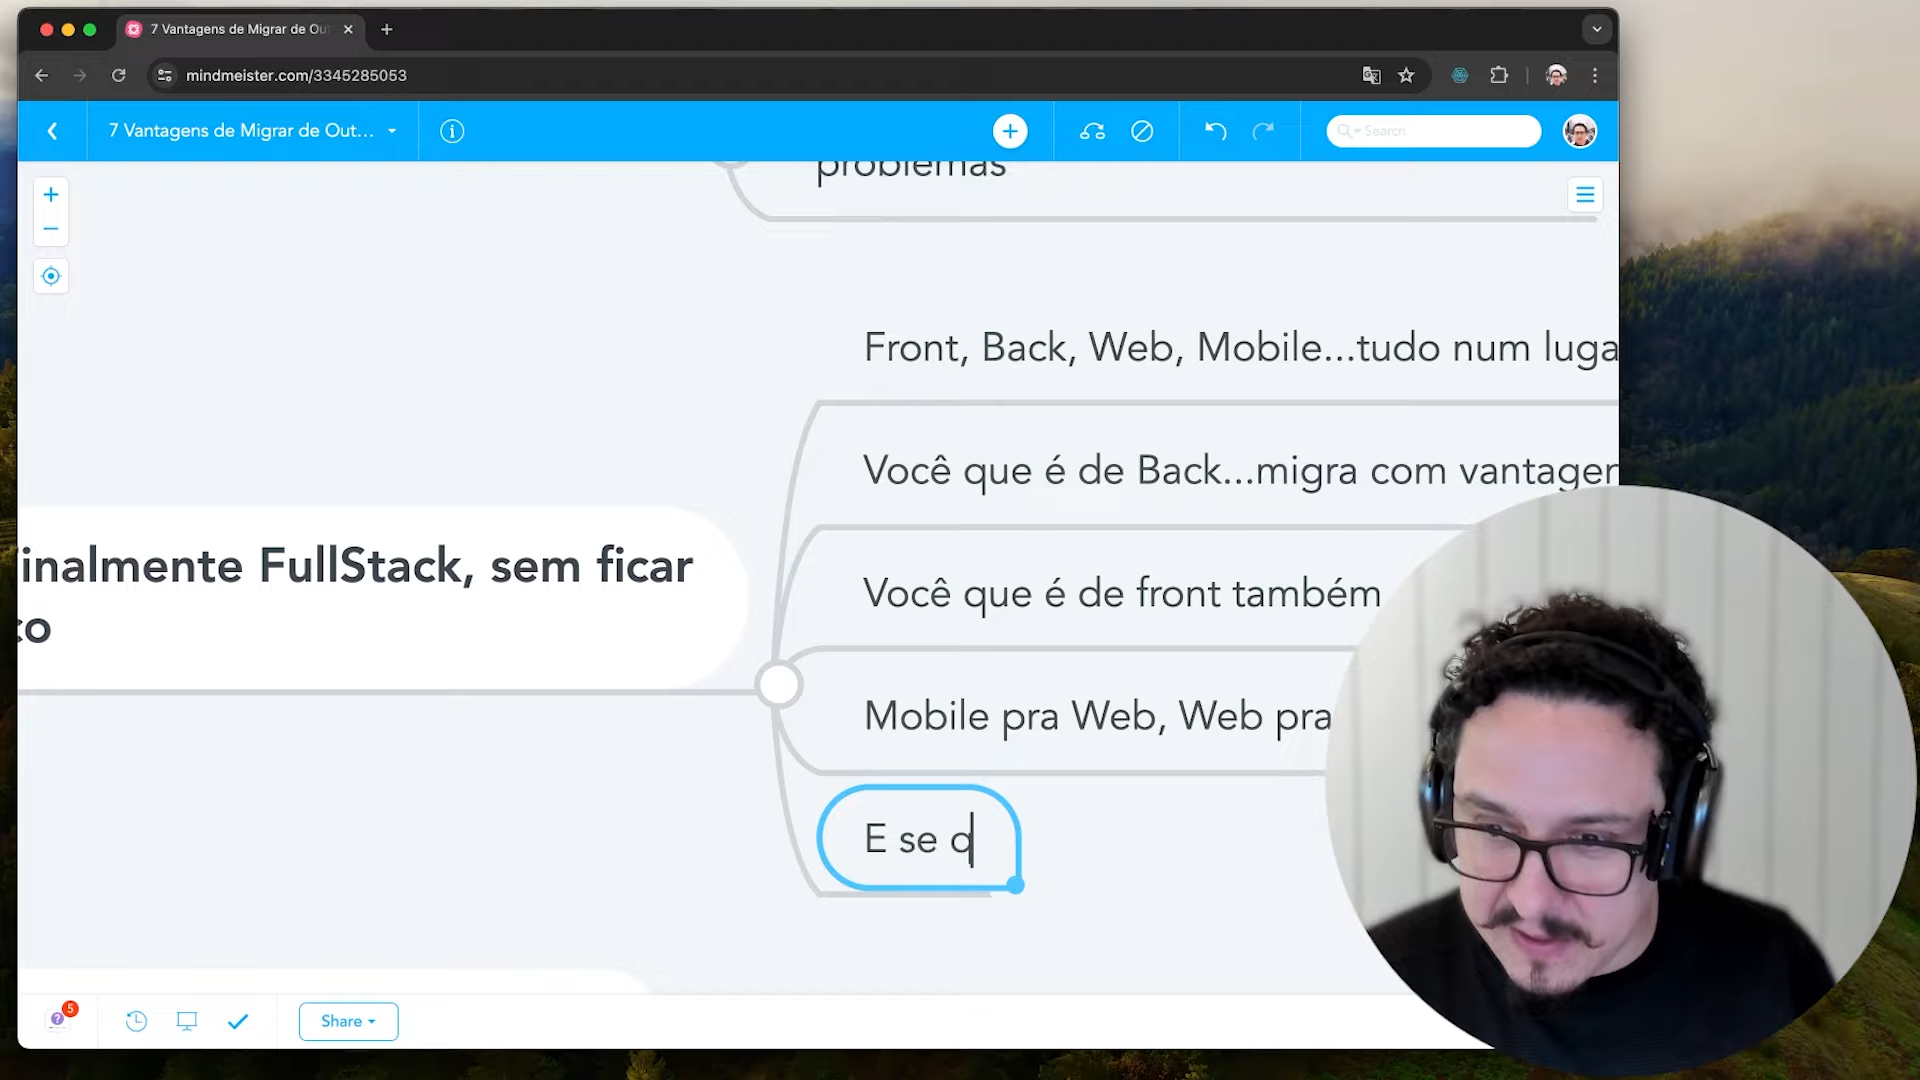 7 Vantagens de Migrar de Ou
mindmeister.com/3345285053
7 Vantagens de Migrar de Out...
Search
problemas
Front, Back, Web, Mobile...tudo num luga
Você que é de Back...migra com vantager
inalmente FullStack, sem ficar
co
Você que é de front também
Mobile pra Web, Web pra
E se q
5
Share